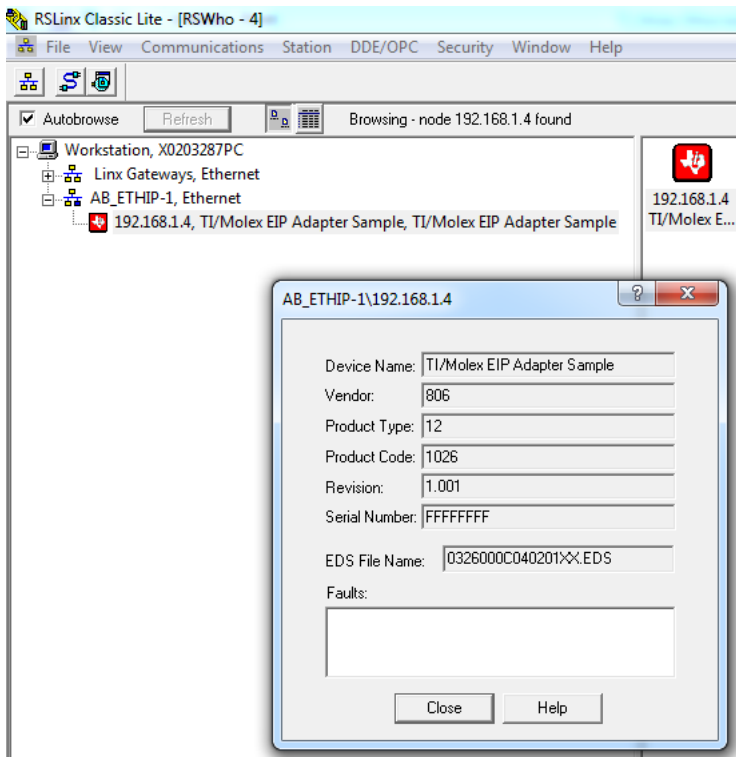 RSLinx Classic Lite - [RSWho - 4]
File View Communications Station DDE/OPC Security Window Help
Autobrowse Refresh Browsing - node 192.168.1.4 found
Workstation, X0203287PC
Linx Gateways, Ethernet
AB_ETHIP-1, Ethernet
192.168.1.4, TI/Molex EIP Adapter Sample, TI/Molex EIP Adapter Sample
192.168.1.4
TI/Molex E...
AB_ETHIP-1\192.168.1.4
Device Name: TI/Molex EIP Adapter Sample
Vendor: 806
Product Type: 12
Product Code: 1026
Revision: 1.001
Serial Number: FFFFFFFF
EDS File Name: 0326000C040201XX.EDS
Faults:
Close Help